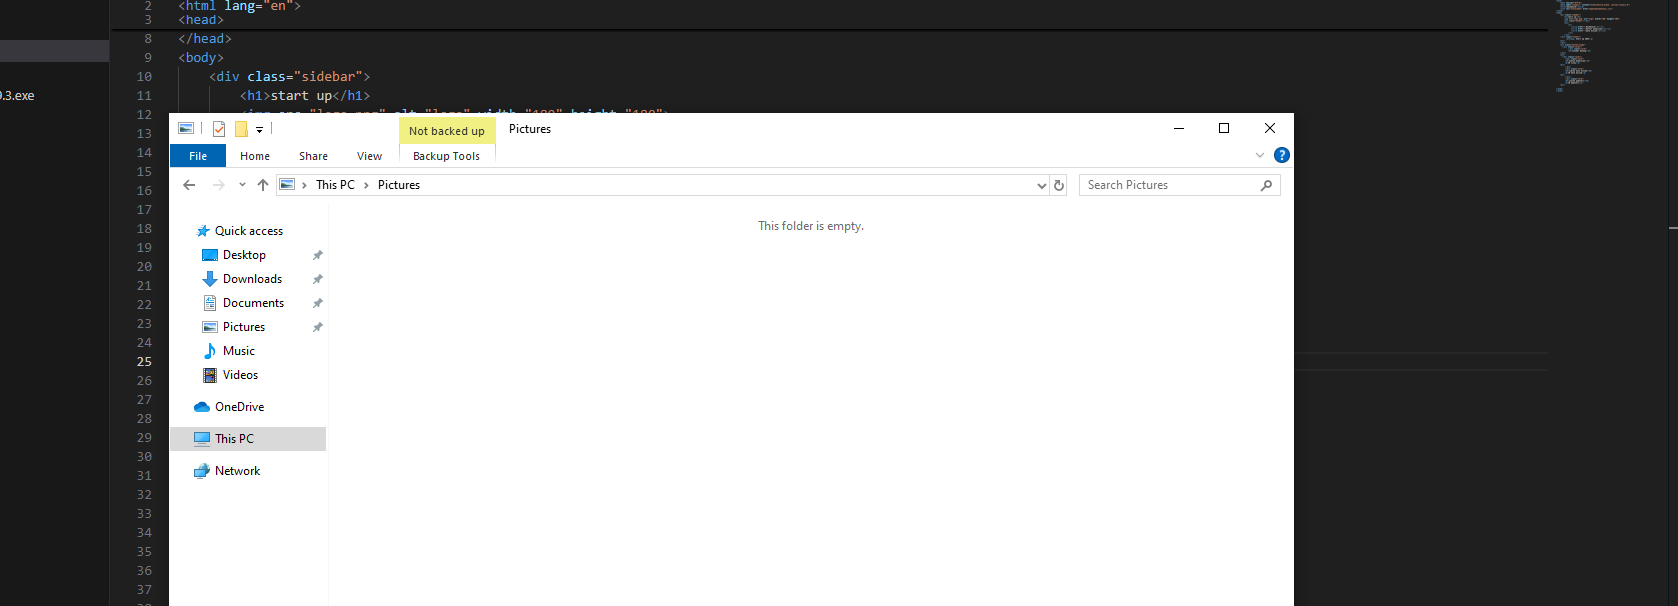 2 <html lang="en">
3 <head>
8 </head>
9 <body>
10 <div class="sidebar">
11 <h1>start up</h1>
12
0.3.exe
13
14
15
16
17
18
19
20
21
22
23
24
25
26
27
28
29
30
31
32
33
34
35
36
37
Not backed up Pictures
File Home Share View Backup Tools
This PC > Pictures
Search Pictures
This folder is empty.
Quick access
Desktop
Downloads
Documents
Pictures
Music
Videos
OneDrive
This PC
Network